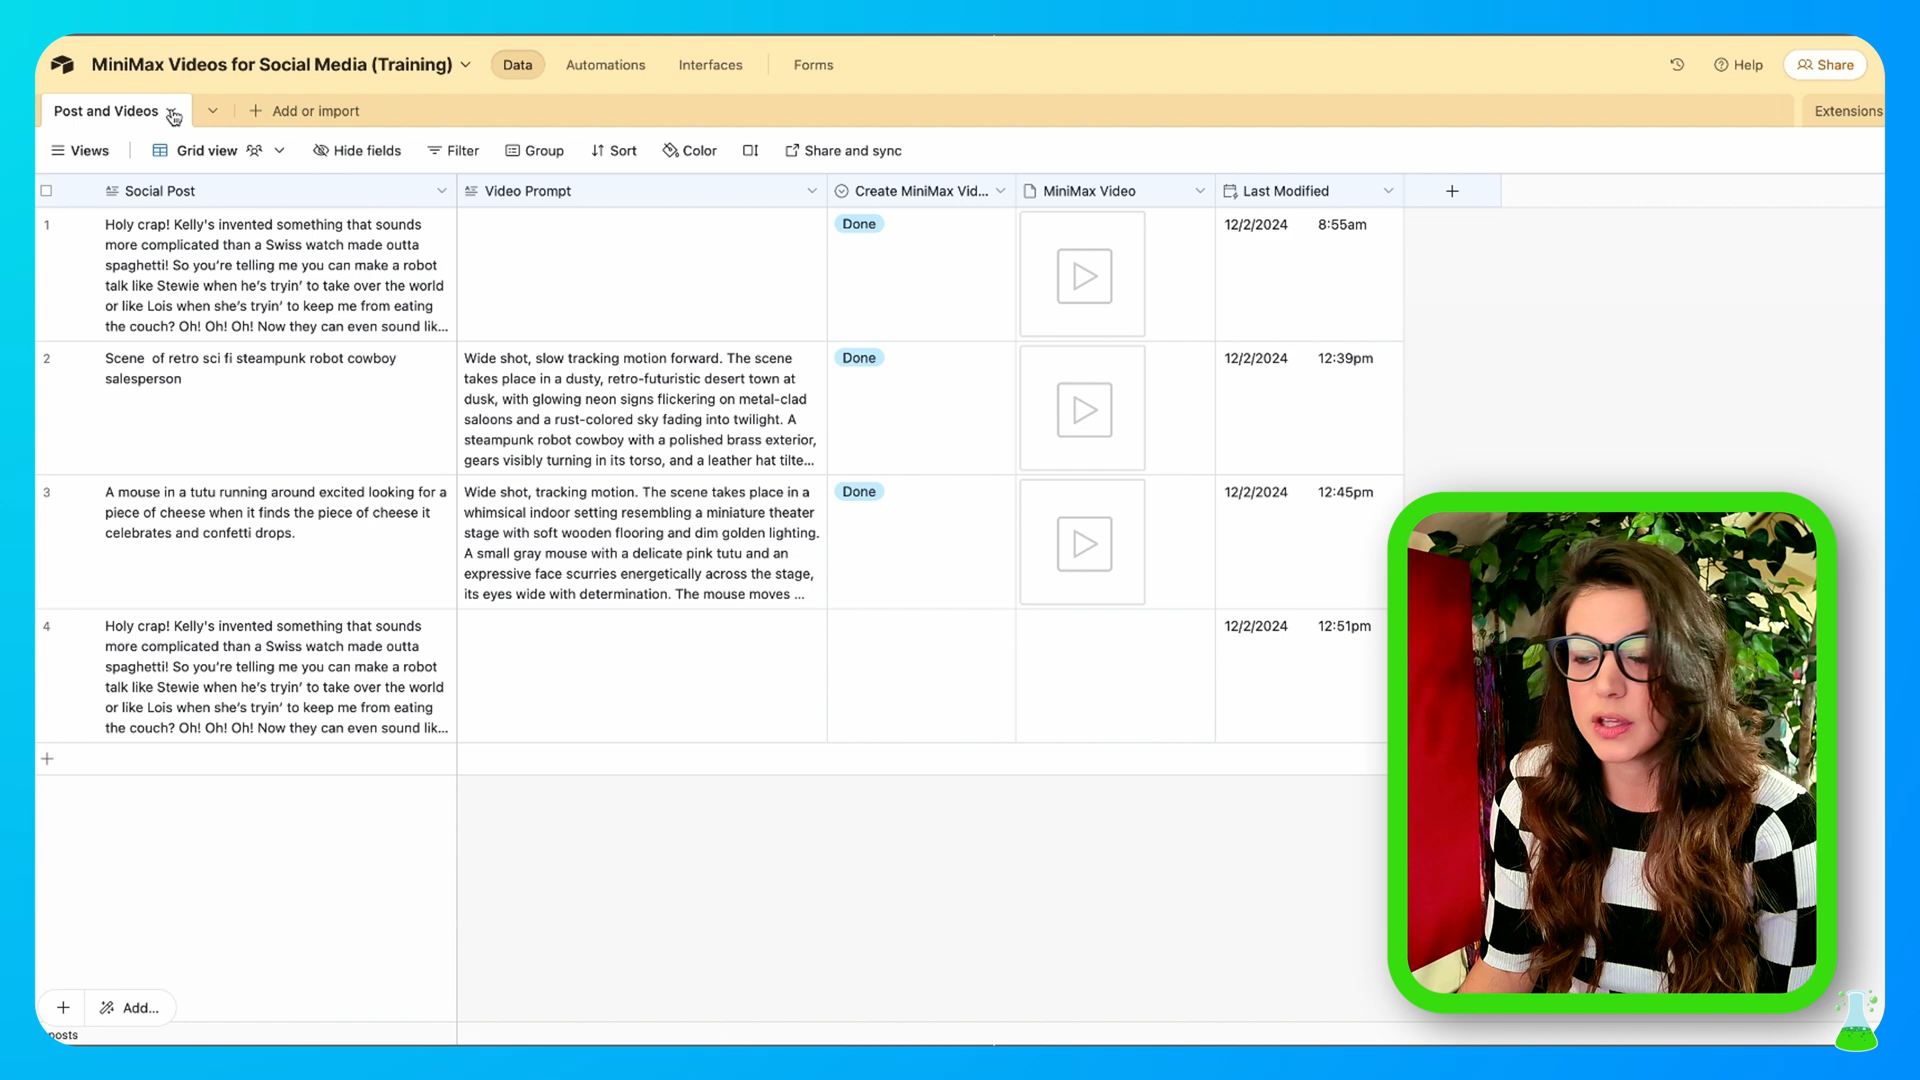 MiniMax Videos for Social Media (Training)
Data
Automations
Interfaces
Forms
Help
Share
Post and Videos
Add or import
Extensions
Views
Grid view
Hide fields
Filter
Group
Sort
Color
Share and sync
Social Post
Video Prompt
Create MiniMax Vid...
MiniMax Video
Last Modified
1
Holy crap! Kelly's invented something that sounds
more complicated than a Swiss watch made outta
spaghetti! So you're telling me you can make a robot
talk like Stewie when he's tryin' to take over the world
or like Lois when she's tryin' to keep me from eating
the couch? Oh! Oh! Oh! Now they can even sound lik...
Done
12/2/2024 8:55am
2
Scene of retro sci fi steampunk robot cowboy
salesperson
Wide shot, slow tracking motion forward. The scene
takes place in a dusty, retro-futuristic desert town at
dusk, with glowing neon signs flickering on metal-clad
saloons and a rust-colored sky fading into twilight. A
steampunk robot cowboy with a polished brass exterior,
gears visibly turning in its torso, and a leather hat tilte...
Done
12/2/2024 12:39pm
3
A mouse in a tutu running around excited looking for a
piece of cheese when it finds the piece of cheese it
celebrates and confetti drops.
Wide shot, tracking motion. The scene takes place in a
whimsical indoor setting resembling a miniature theater
stage with soft wooden flooring and dim golden lighting.
A small gray mouse with a delicate pink tutu and an
expressive face scurries energetically across the stage,
its eyes wide with determination. The mouse moves ...
Done
12/2/2024 12:45pm
4
Holy crap! Kelly's invented something that sounds
more complicated than a Swiss watch made outta
spaghetti! So you're telling me you can make a robot
talk like Stewie when he's tryin' to take over the world
or like Lois when she's tryin' to keep me from eating
the couch? Oh! Oh! Oh! Now they can even sound lik...
12/2/2024 12:51pm
Add...
posts